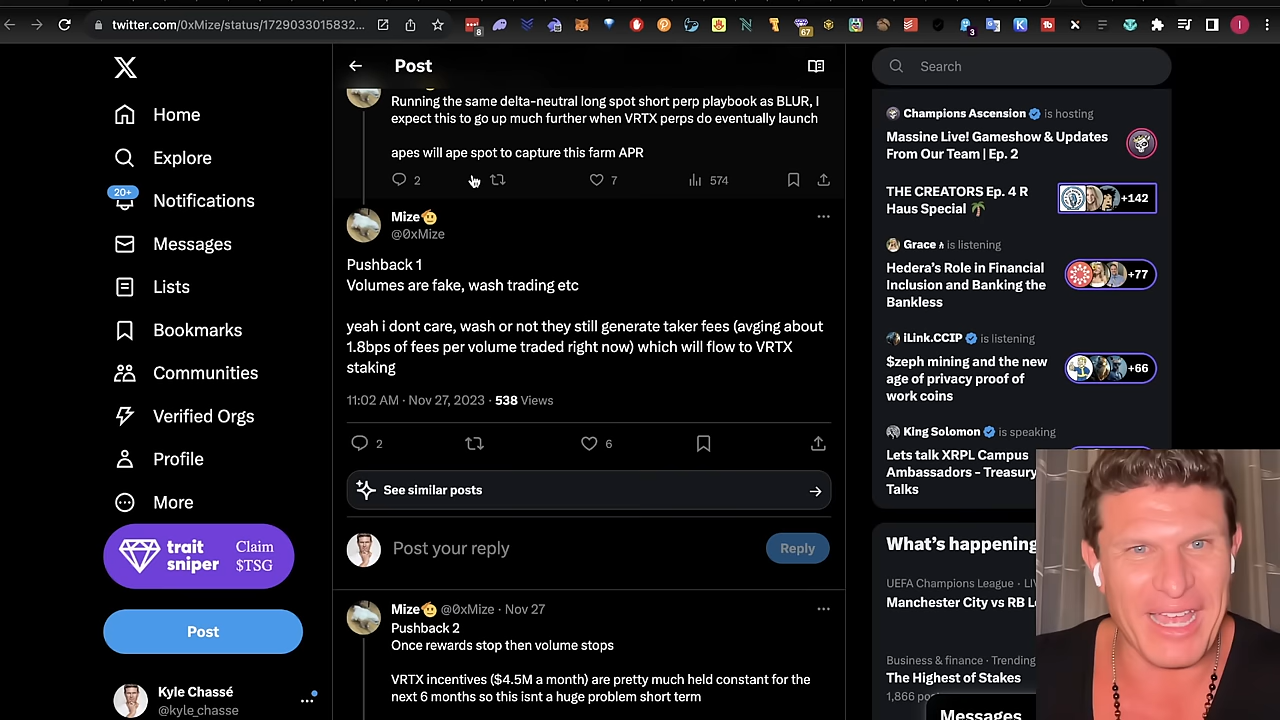 twitter.com/0xMize/status/1729033015832...
8
67
3
I
Home
Explore
20+
Notifications
Messages
Lists
Bookmarks
Communities
Verified Orgs
Profile
More
trait
sniper
Claim
$TSG
Post
Kyle Chassé
@kyle_chasse
Post
Running the same delta-neutral long spot short perp playbook as BLUR, I
expect this to go up much further when VRTX perps do eventually launch
apes will ape spot to capture this farm APR
2
7
574
Mize
@0xMize
Pushback 1
Volumes are fake, wash trading etc
yeah i dont care, wash or not they still generate taker fees (avging about
1.8bps of fees per volume traded right now) which will flow to VRTX
staking
11:02 AM · Nov 27, 2023 · 538 Views
2
6
See similar posts
Post your reply
Reply
Mize @0xMize · Nov 27
Pushback 2
Once rewards stop then volume stops
VRTX incentives ($4.5M a month) are pretty much held constant for the
next 6 months so this isnt a huge problem short term
Search
Champions Ascension is hosting
Massive Live! Gameshow & Updates
From Our Team | Ep. 2
THE CREATORS Ep. 4 R
Haus Special
+142
Grace is listening
Hedera's Role in Financial
Inclusion and Banking the
Bankless
+77
iLink.CCIP is listening
$zeph mining and the new
age of privacy proof of
work coins
+66
King Solomon is speaking
Lets talk XRPL Campus
Ambassadors - Treasury
Talks
What's happening
UEFA Champions League · LIV
Manchester City vs RB L
Business & finance · Trending
The Highest of Stakes
1,866 pos
Messages